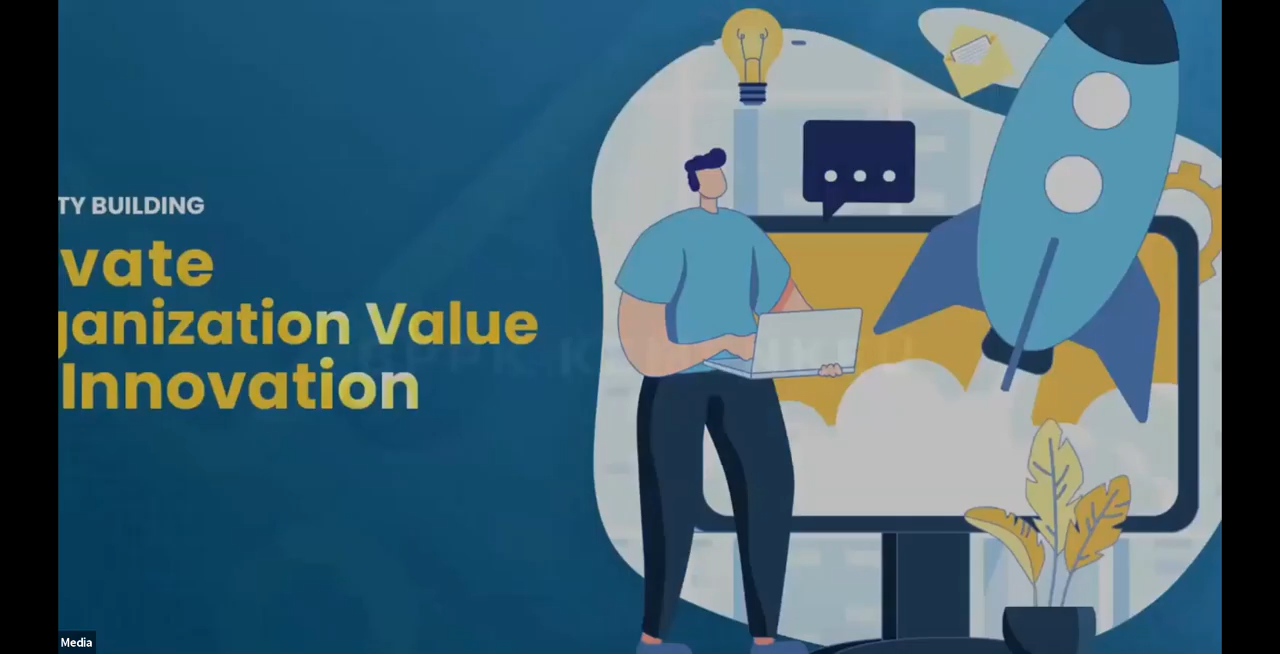 TY BUILDING
vate
ganization Value
Innovation
Media